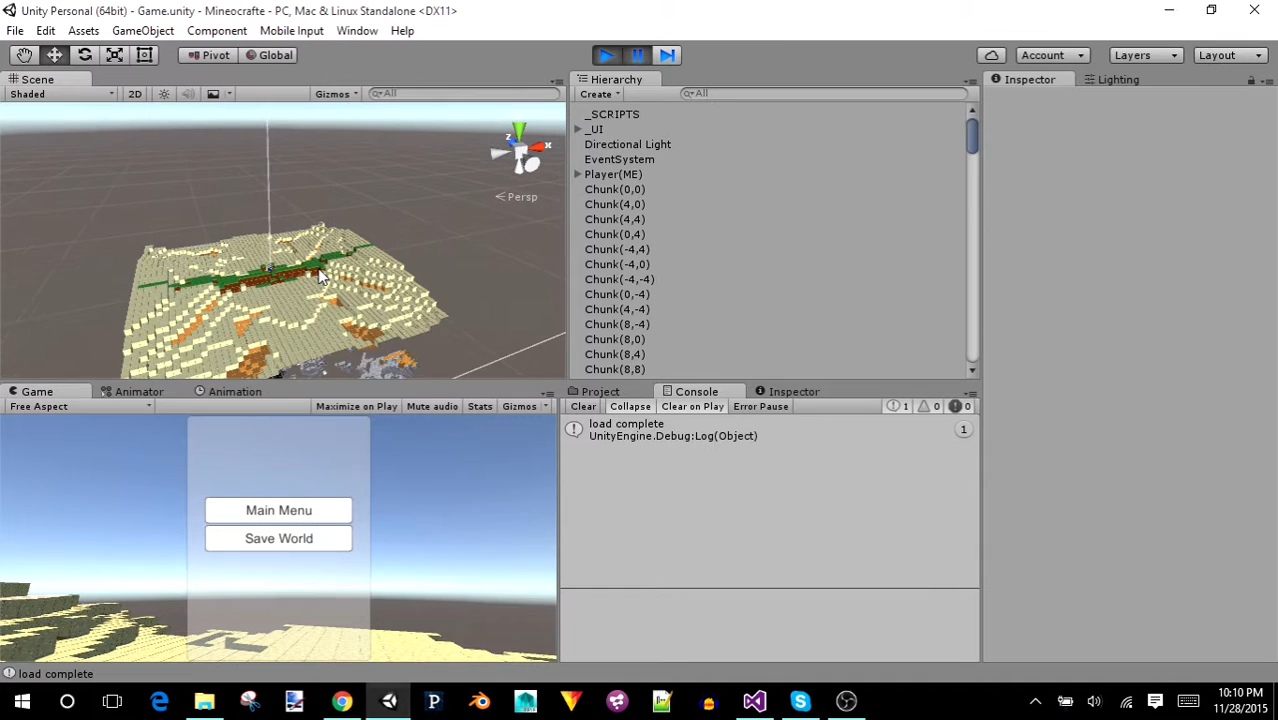 Unity Personal (64bit) - Game.unity - Mineocrafte - PC, Mac & Linux Standalone <DX11>
File Edit Assets GameObject Component Mobile Input Window Help
Pivot Global Account Layers Layout
Scene
Shaded 2D Gizmos All
z x
Persp
Hierarchy
Create All
_SCRIPTS
_UI
Directional Light
EventSystem
Player(ME)
Chunk(0,0)
Chunk(4,0)
Chunk(4,4)
Chunk(0,4)
Chunk(-4,4)
Chunk(-4,0)
Chunk(-4,-4)
Chunk(0,-4)
Chunk(4,-4)
Chunk(8,-4)
Chunk(8,0)
Chunk(8,4)
Chunk(8,8)
Inspector Lighting
Game Animator Animation
Free Aspect Maximize on Play Mute audio Stats Gizmos
Main Menu
Save World
Project Console Inspector
Clear Collapse Clear on Play Error Pause 1 0 0
load complete
UnityEngine.Debug:Log(Object)
1
load complete
10:10 PM
11/28/2015